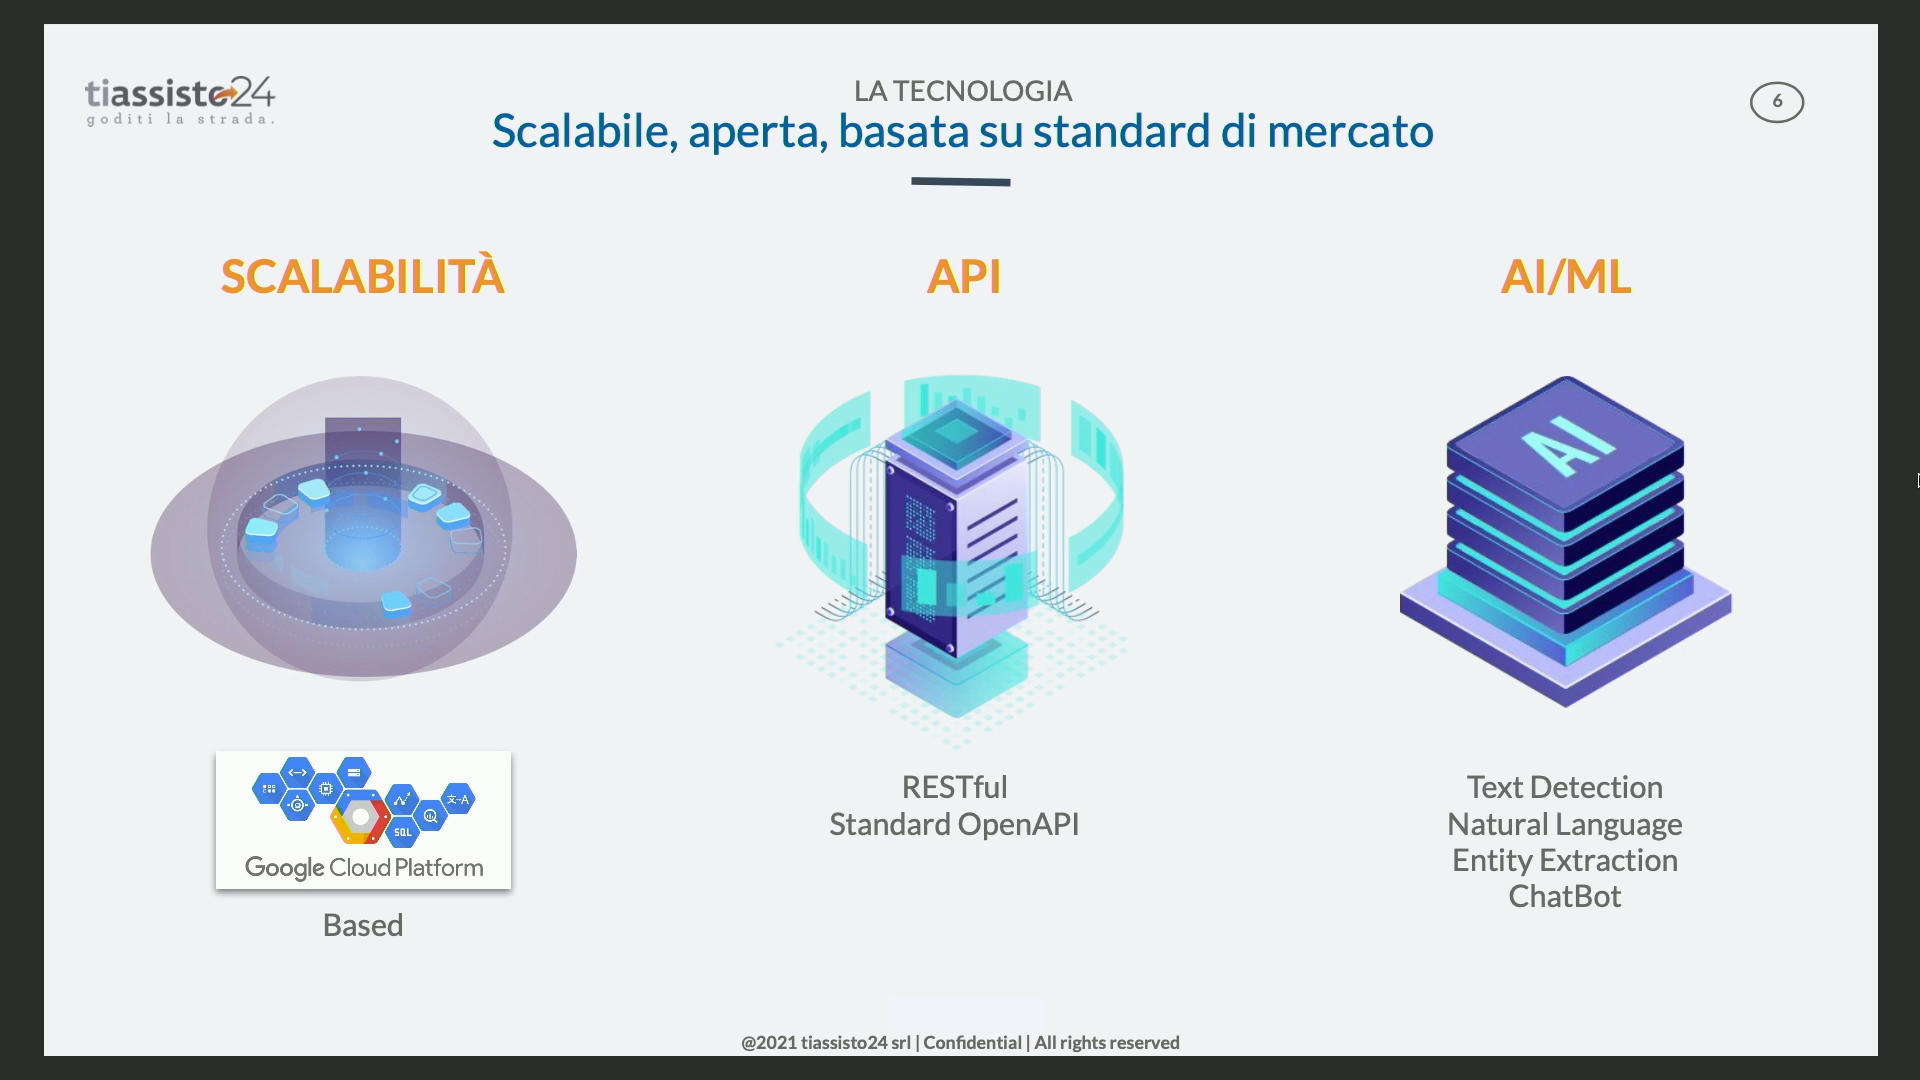 tiassisto24
goditi la strada.
LA TECNOLOGIA
Scalabile, aperta, basata su standard di mercato
6
SCALABILITÀ
API
AI/ML
AI
SQL
文→A
Google Cloud Platform
Based
RESTful
Standard OpenAPI
Text Detection
Natural Language
Entity Extraction
ChatBot
@2021 tiassisto24 srl | Confidential | All rights reserved